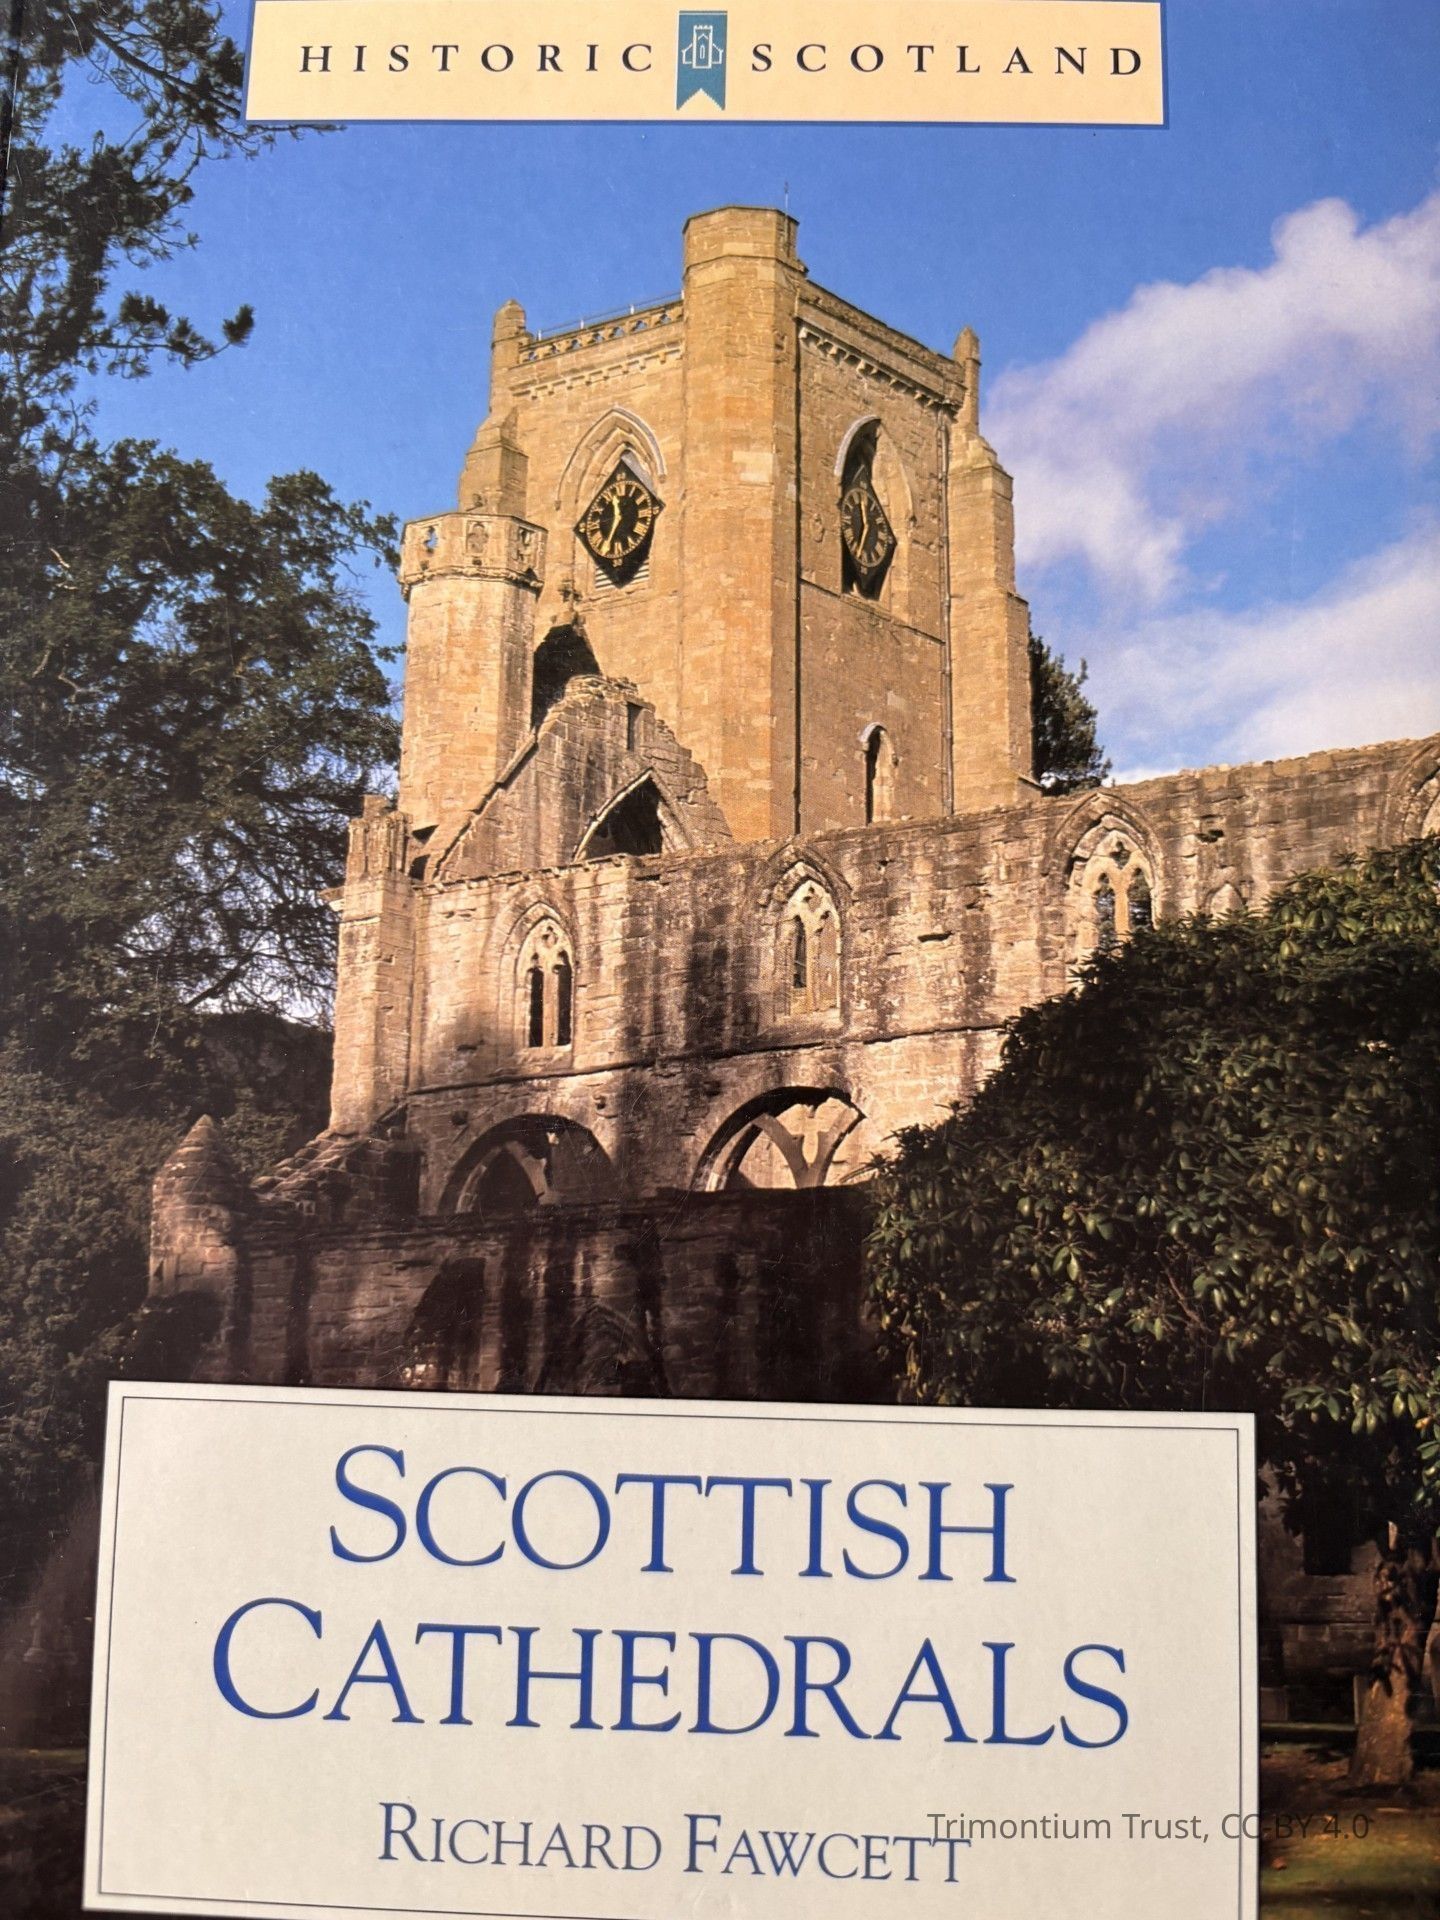 HISTORIC SCOTLAND
SCOTTISH
CATHEDRALS
RICHARD FAWCETT
Trimontium Trust, CC-BY 4.0